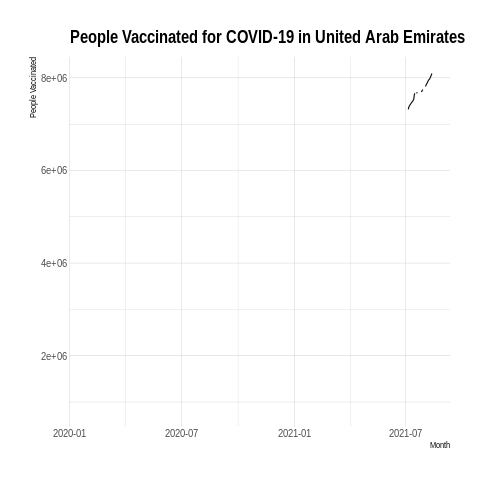 People Vaccinated for COVID-19 in United Arab Emirates
People Vaccinated
8e+06
6e+06
4e+06
2e+06
2020-01 2020-07 2021-01 2021-07
Month